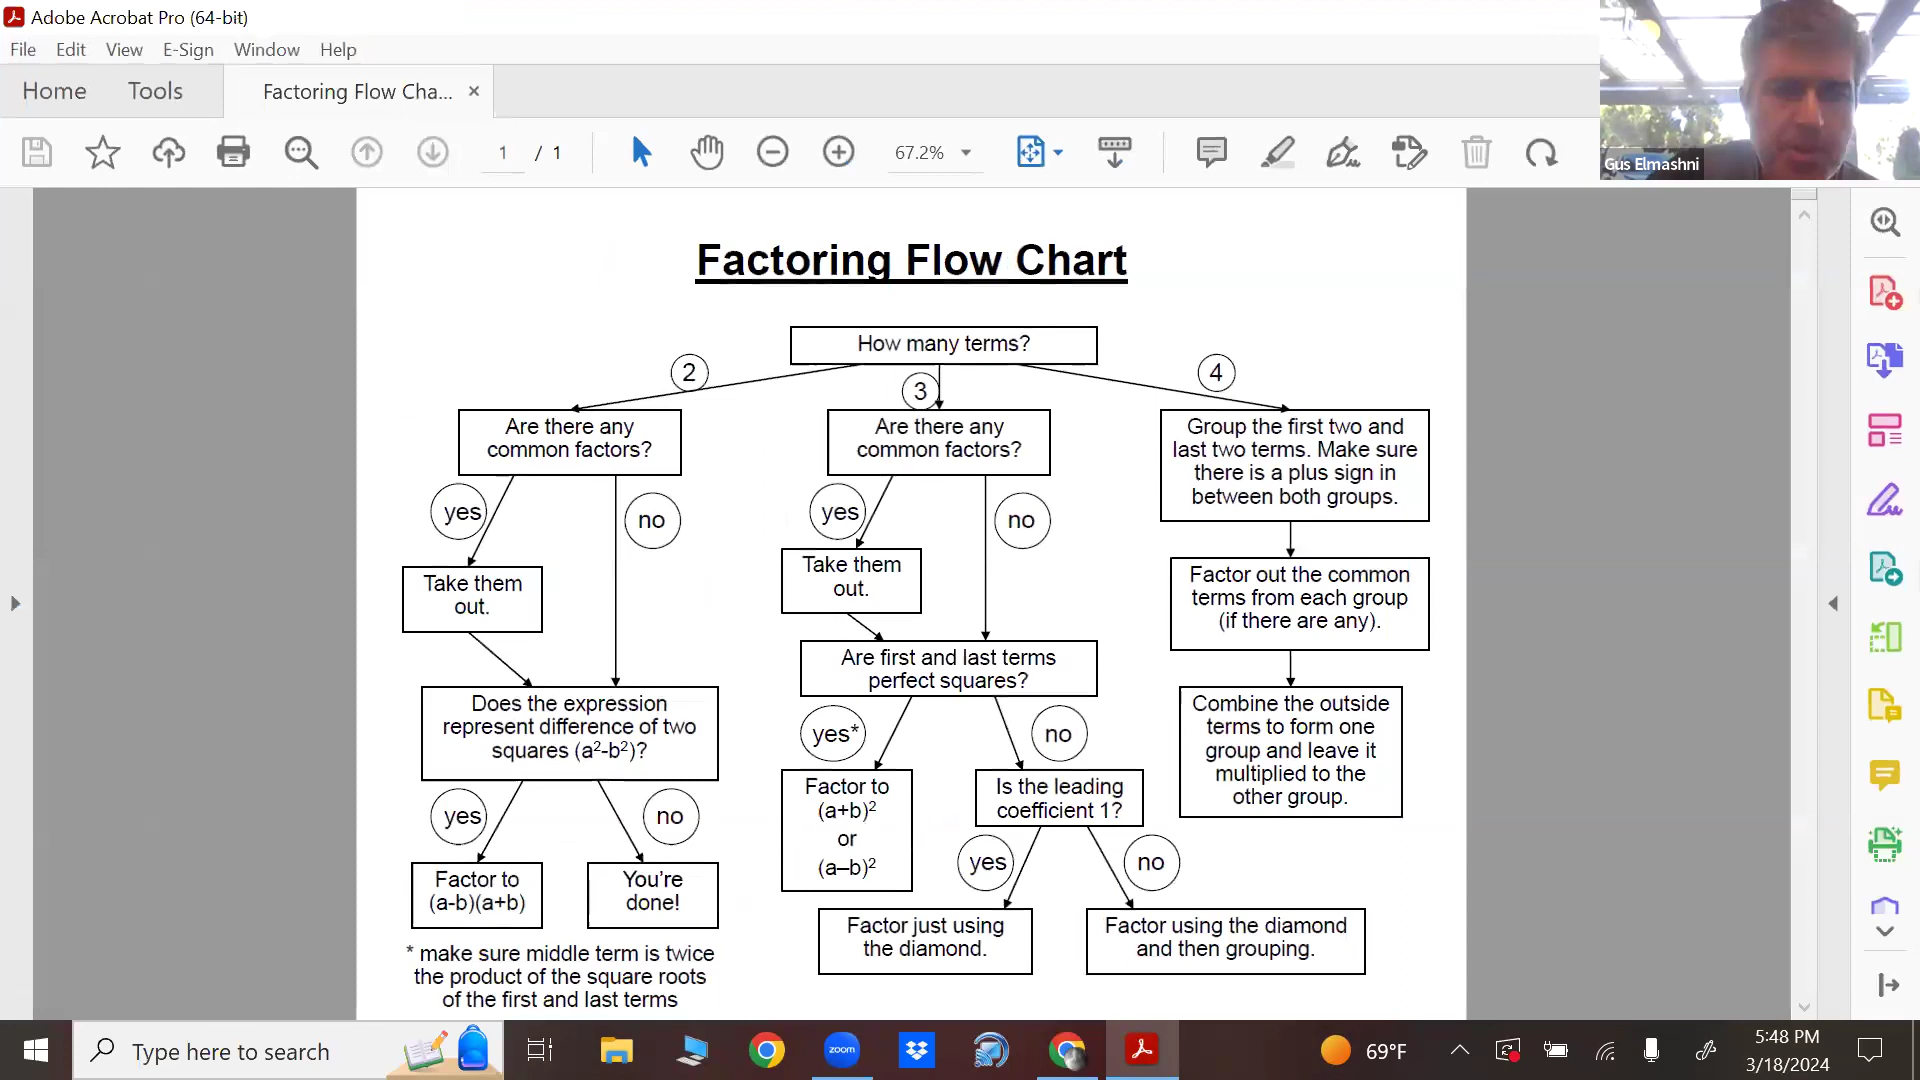 Adobe Acrobat Pro (64-bit)
File Edit View E-Sign Window Help
Home Tools Factoring Flow Cha... ×
1 / 1 67.2%
Gus Elmashni
Factoring Flow Chart
How many terms?
2
3
4
Are there any
common factors?
yes
no
Take them
out.
Does the expression
represent difference of two
squares (a²-b²)?
yes
no
Factor to
(a-b)(a+b)
You're
done!
* make sure middle term is twice
the product of the square roots
of the first and last terms
Are there any
common factors?
yes
no
Take them
out.
Are first and last terms
perfect squares?
yes*
no
Factor to
(a+b)²
or
(a–b)²
Is the leading
coefficient 1?
yes
no
Factor just using
the diamond.
Factor using the diamond
and then grouping.
Group the first two and
last two terms. Make sure
there is a plus sign in
between both groups.
Factor out the common
terms from each group
(if there are any).
Combine the outside
terms to form one
group and leave it
multiplied to the
other group.
Type here to search
zoom
69°F
5:48 PM
3/18/2024